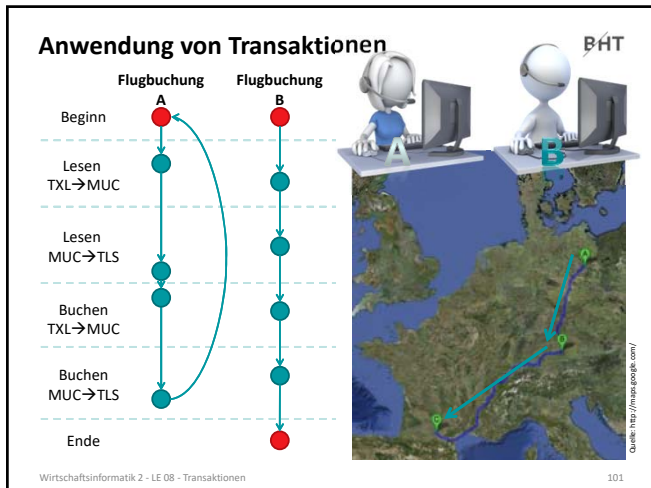 Anwendung von Transaktionen
BHT
Flugbuchung
A
Flugbuchung
B
Beginn
Lesen
TXL→MUC
Lesen
MUC→TLS
Buchen
TXL→MUC
Buchen
MUC→TLS
Ende
A
B
A
B
C
Quelle: http://maps.google.com/
Wirtschaftsinformatik 2 - LE 08 - Transaktionen
101